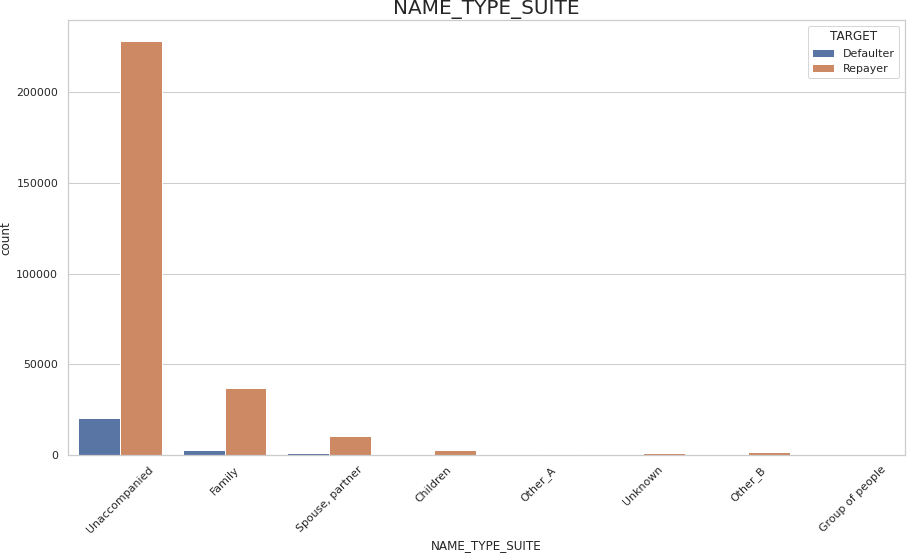 NAME_TYPE_SUITE
TARGET
Defaulter
Repayer
200000
150000
100000
50000
0
count
Unaccompanied
Family
Spouse, partner
Children
Other_A
Unknown
Other_B
Group of people
NAME_TYPE_SUITE